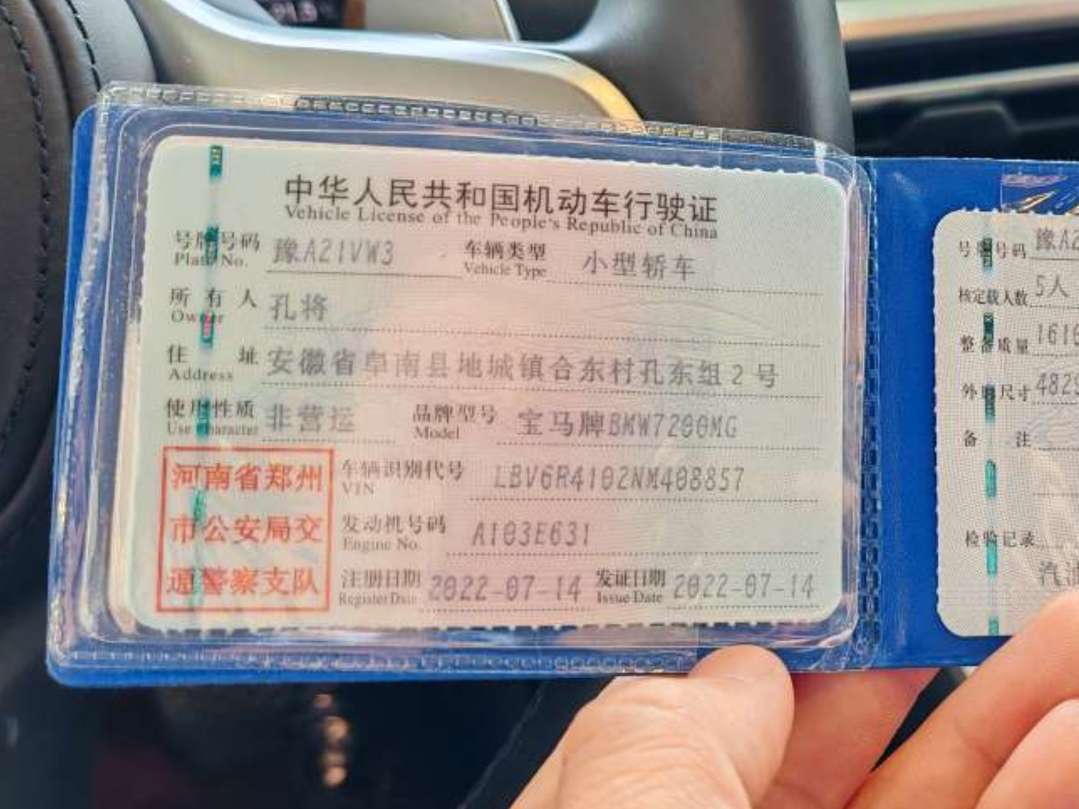 中华人民共和国机动车行驶证
Vehicle License of the People's Republic of China
号牌号码 豫A21VW3 车辆类型 小型轿车
Plate No. Vehicle Type
所有人 孔将
Owner
住址 安徽省阜南县地城镇合东村孔东组2号
Address
使用性质 非营运 品牌型号 宝马牌BMW7200MG
Use Character Model
河南省郑州
市公安局交
通警察支队
车辆识别代号 LBV6R4102NM408857
VIN
发动机号码 A103E631
Engine No.
注册日期 2022-07-14 发证日期 2022-07-14
Register Date Issue Date
号牌号码 豫A2
核定载人数 5人
整备质量 1616
外廓尺寸 4829
备注
检验记录
汽油